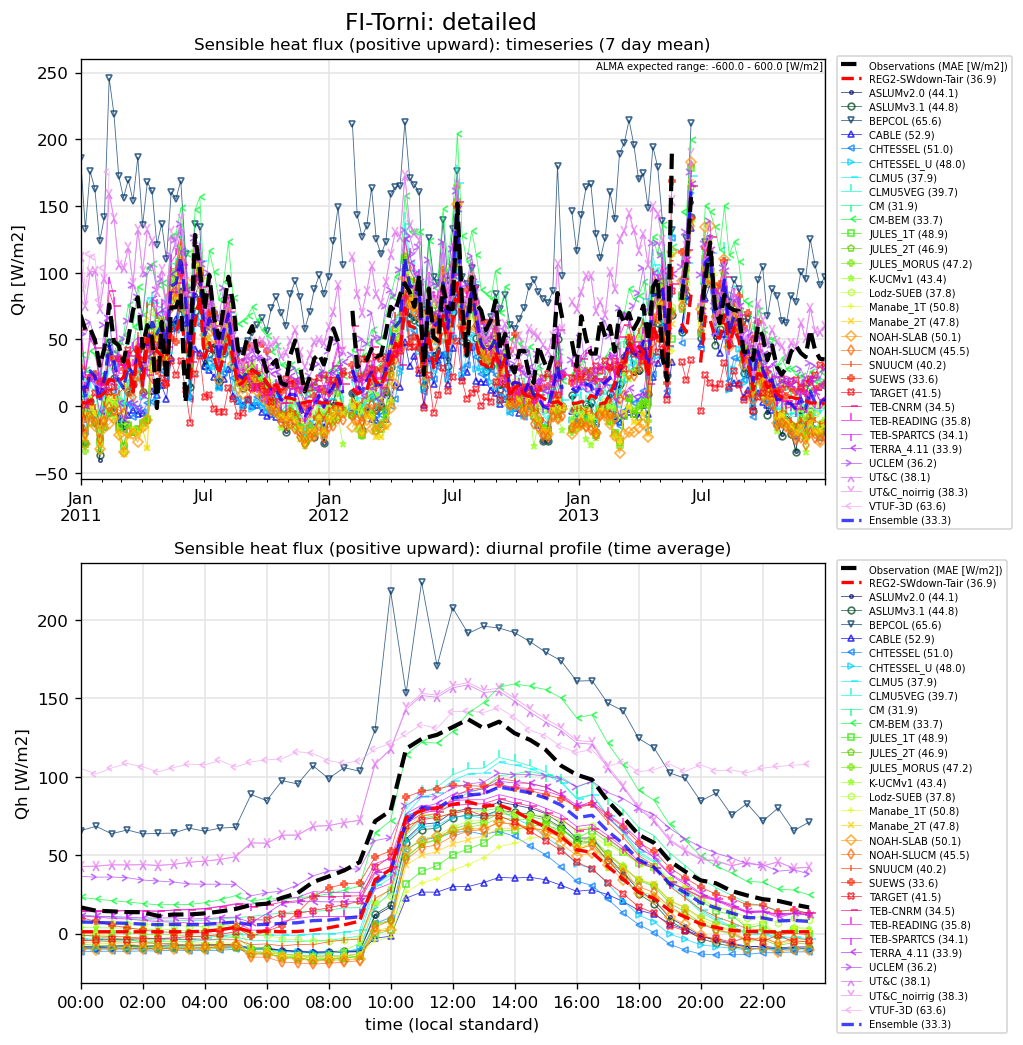 FI-Torni: detailed
Sensible heat flux (positive upward): timeseries (7 day mean)
ALMA expected range: -600.0 - 600.0 [W/m2]
Qh [W/m2]
250
200
150
100
50
0
−50
Jan
2011
Jul
Jan
2012
Jul
Jan
2013
Jul
Observations (MAE [W/m2])
REG2-SWdown-Tair (36.9)
ASLUMv2.0 (44.1)
ASLUMv3.1 (44.8)
BEPCOL (65.6)
CABLE (52.9)
CHTESSEL (51.0)
CHTESSEL_U (48.0)
CLMU5 (37.9)
CLMU5VEG (39.7)
CM (31.9)
CM-BEM (33.7)
JULES_1T (48.9)
JULES_2T (46.9)
JULES_MORUS (47.2)
K-UCMv1 (43.4)
Lodz-SUEB (37.8)
Manabe_1T (50.8)
Manabe_2T (47.8)
NOAH-SLAB (50.1)
NOAH-SLUCM (45.5)
SNUUCM (40.2)
SUEWS (33.6)
TARGET (41.5)
TEB-CNRM (34.5)
TEB-READING (35.8)
TEB-SPARTCS (34.1)
TERRA_4.11 (33.9)
UCLEM (36.2)
UT&C (38.1)
UT&C_noirrig (38.3)
VTUF-3D (63.6)
Ensemble (33.3)
Sensible heat flux (positive upward): diurnal profile (time average)
Qh [W/m2]
200
150
100
50
0
00:00
02:00
04:00
06:00
08:00
10:00
12:00
14:00
16:00
18:00
20:00
22:00
time (local standard)
Observation (MAE [W/m2])
REG2-SWdown-Tair (36.9)
ASLUMv2.0 (44.1)
ASLUMv3.1 (44.8)
BEPCOL (65.6)
CABLE (52.9)
CHTESSEL (51.0)
CHTESSEL_U (48.0)
CLMU5 (37.9)
CLMU5VEG (39.7)
CM (31.9)
CM-BEM (33.7)
JULES_1T (48.9)
JULES_2T (46.9)
JULES_MORUS (47.2)
K-UCMv1 (43.4)
Lodz-SUEB (37.8)
Manabe_1T (50.8)
Manabe_2T (47.8)
NOAH-SLAB (50.1)
NOAH-SLUCM (45.5)
SNUUCM (40.2)
SUEWS (33.6)
TARGET (41.5)
TEB-CNRM (34.5)
TEB-READING (35.8)
TEB-SPARTCS (34.1)
TERRA_4.11 (33.9)
UCLEM (36.2)
UT&C (38.1)
UT&C_noirrig (38.3)
VTUF-3D (63.6)
Ensemble (33.3)